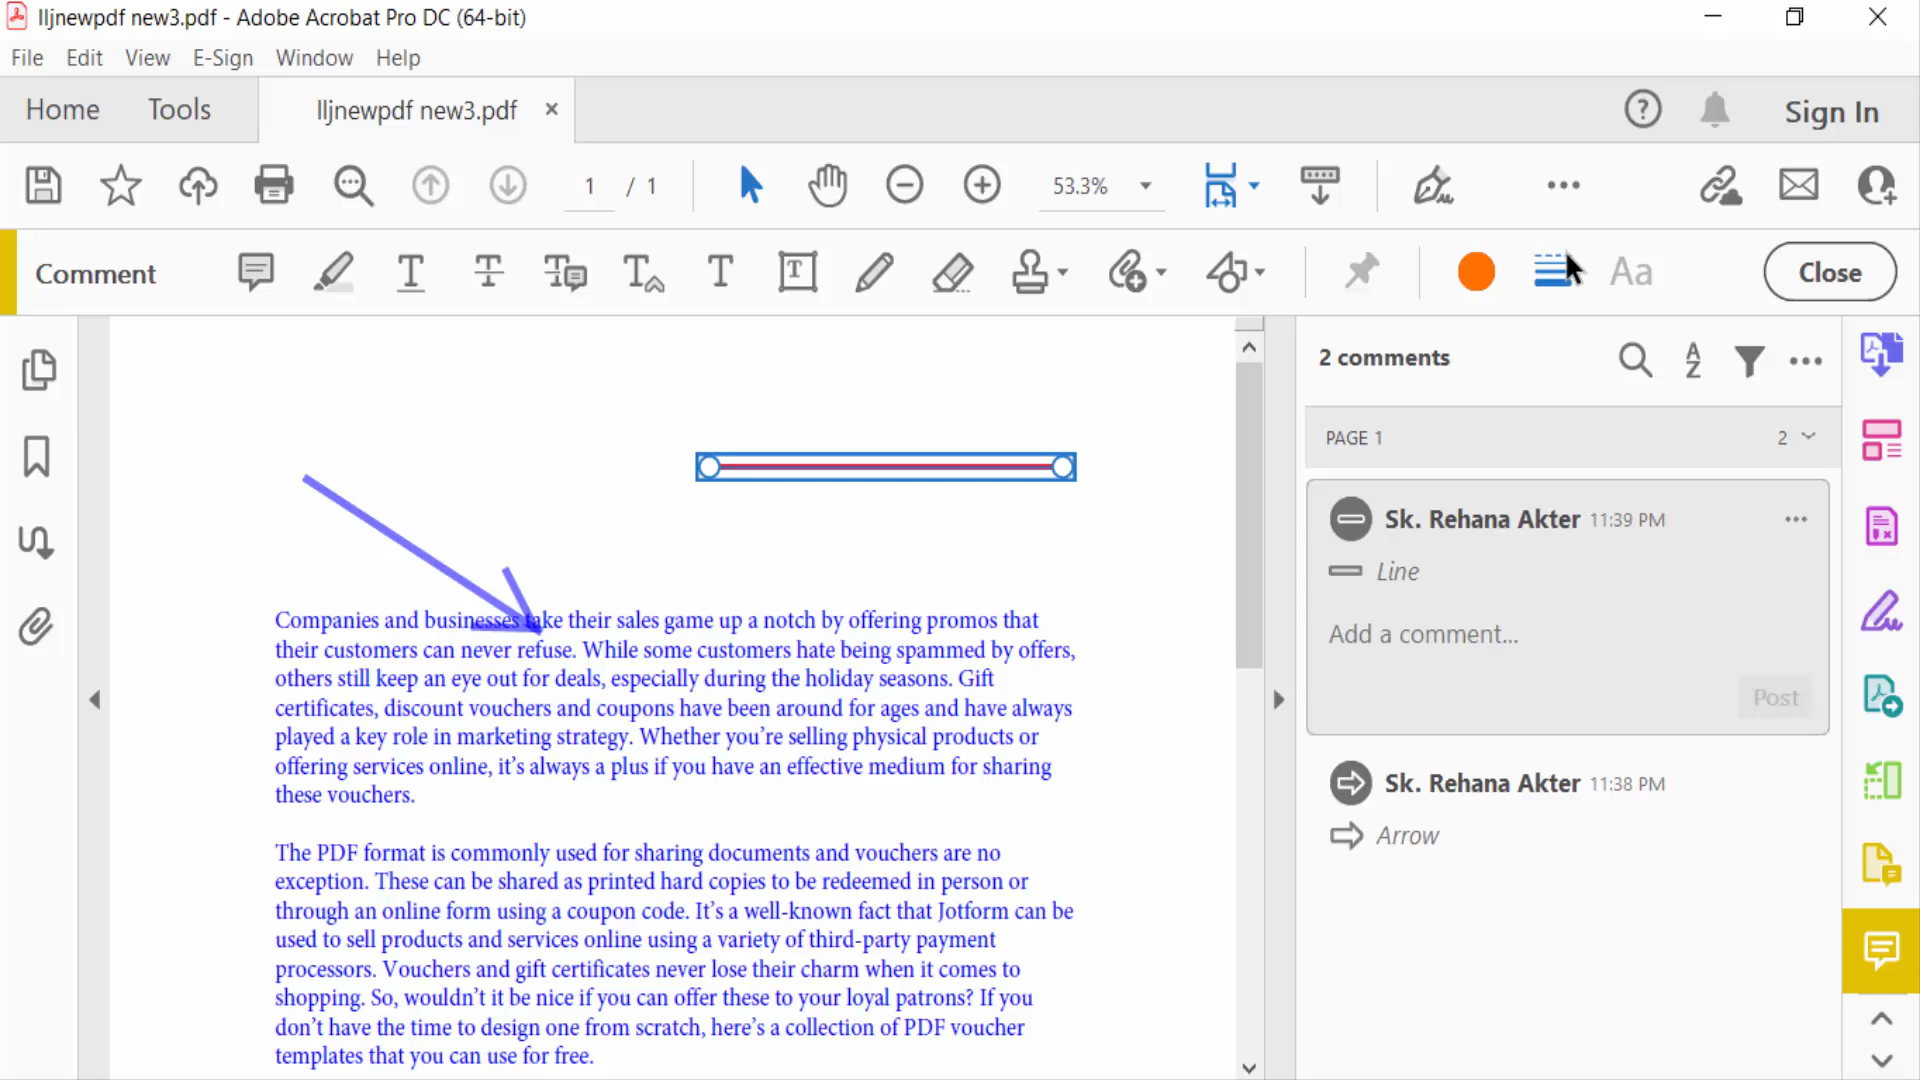 lljnewpdf new3.pdf - Adobe Acrobat Pro DC (64-bit)
File Edit View E-Sign Window Help
Home Tools lljnewpdf new3.pdf × Sign In
1 / 1 53.3%
Comment Aa Close
2 comments
PAGE 1 2
Sk. Rehana Akter 11:39 PM
Line
Add a comment...
Post
Sk. Rehana Akter 11:38 PM
Arrow
Companies and businesses take their sales game up a notch by offering promos that
their customers can never refuse. While some customers hate being spammed by offers,
others still keep an eye out for deals, especially during the holiday seasons. Gift
certificates, discount vouchers and coupons have been around for ages and have always
played a key role in marketing strategy. Whether you're selling physical products or
offering services online, it's always a plus if you have an effective medium for sharing
these vouchers.
The PDF format is commonly used for sharing documents and vouchers are no
exception. These can be shared as printed hard copies to be redeemed in person or
through an online form using a coupon code. It's a well-known fact that Jotform can be
used to sell products and services online using a variety of third-party payment
processors. Vouchers and gift certificates never lose their charm when it comes to
shopping. So, wouldn't it be nice if you can offer these to your loyal patrons? If you
don't have the time to design one from scratch, here's a collection of PDF voucher
templates that you can use for free.